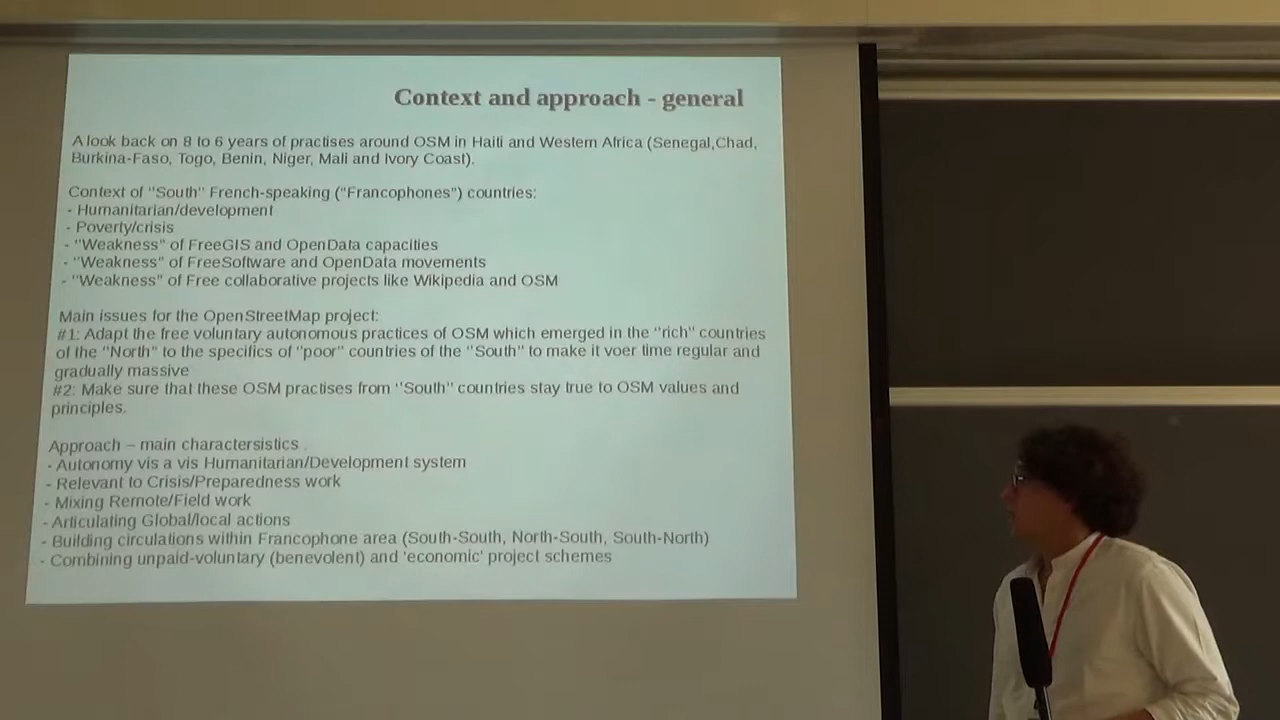 Context and approach - general
A look back on 8 to 6 years of practises around OSM in Haiti and Western Africa (Senegal,Chad,
Burkina-Faso, Togo, Benin, Niger, Mali and Ivory Coast).
Context of "South" French-speaking ("Francophones") countries:
- Humanitarian/development
- Poverty/crisis
- "Weakness" of FreeGIS and OpenData capacities
- "Weakness" of FreeSoftware and OpenData movements
- "Weakness" of Free collaborative projects like Wikipedia and OSM
Main issues for the OpenStreetMap project:
#1: Adapt the free voluntary autonomous practices of OSM which emerged in the "rich" countries
of the "North" to the specifics of "poor" countries of the "South" to make it voer time regular and
gradually massive
#2: Make sure that these OSM practises from "South" countries stay true to OSM values and
principles.
Approach – main charactersistics
- Autonomy vis a vis Humanitarian/Development system
- Relevant to Crisis/Preparedness work
- Mixing Remote/Field work
- Articulating Global/local actions
- Building circulations within Francophone area (South-South, North-South, South-North)
- Combining unpaid-voluntary (benevolent) and 'economic' project schemes